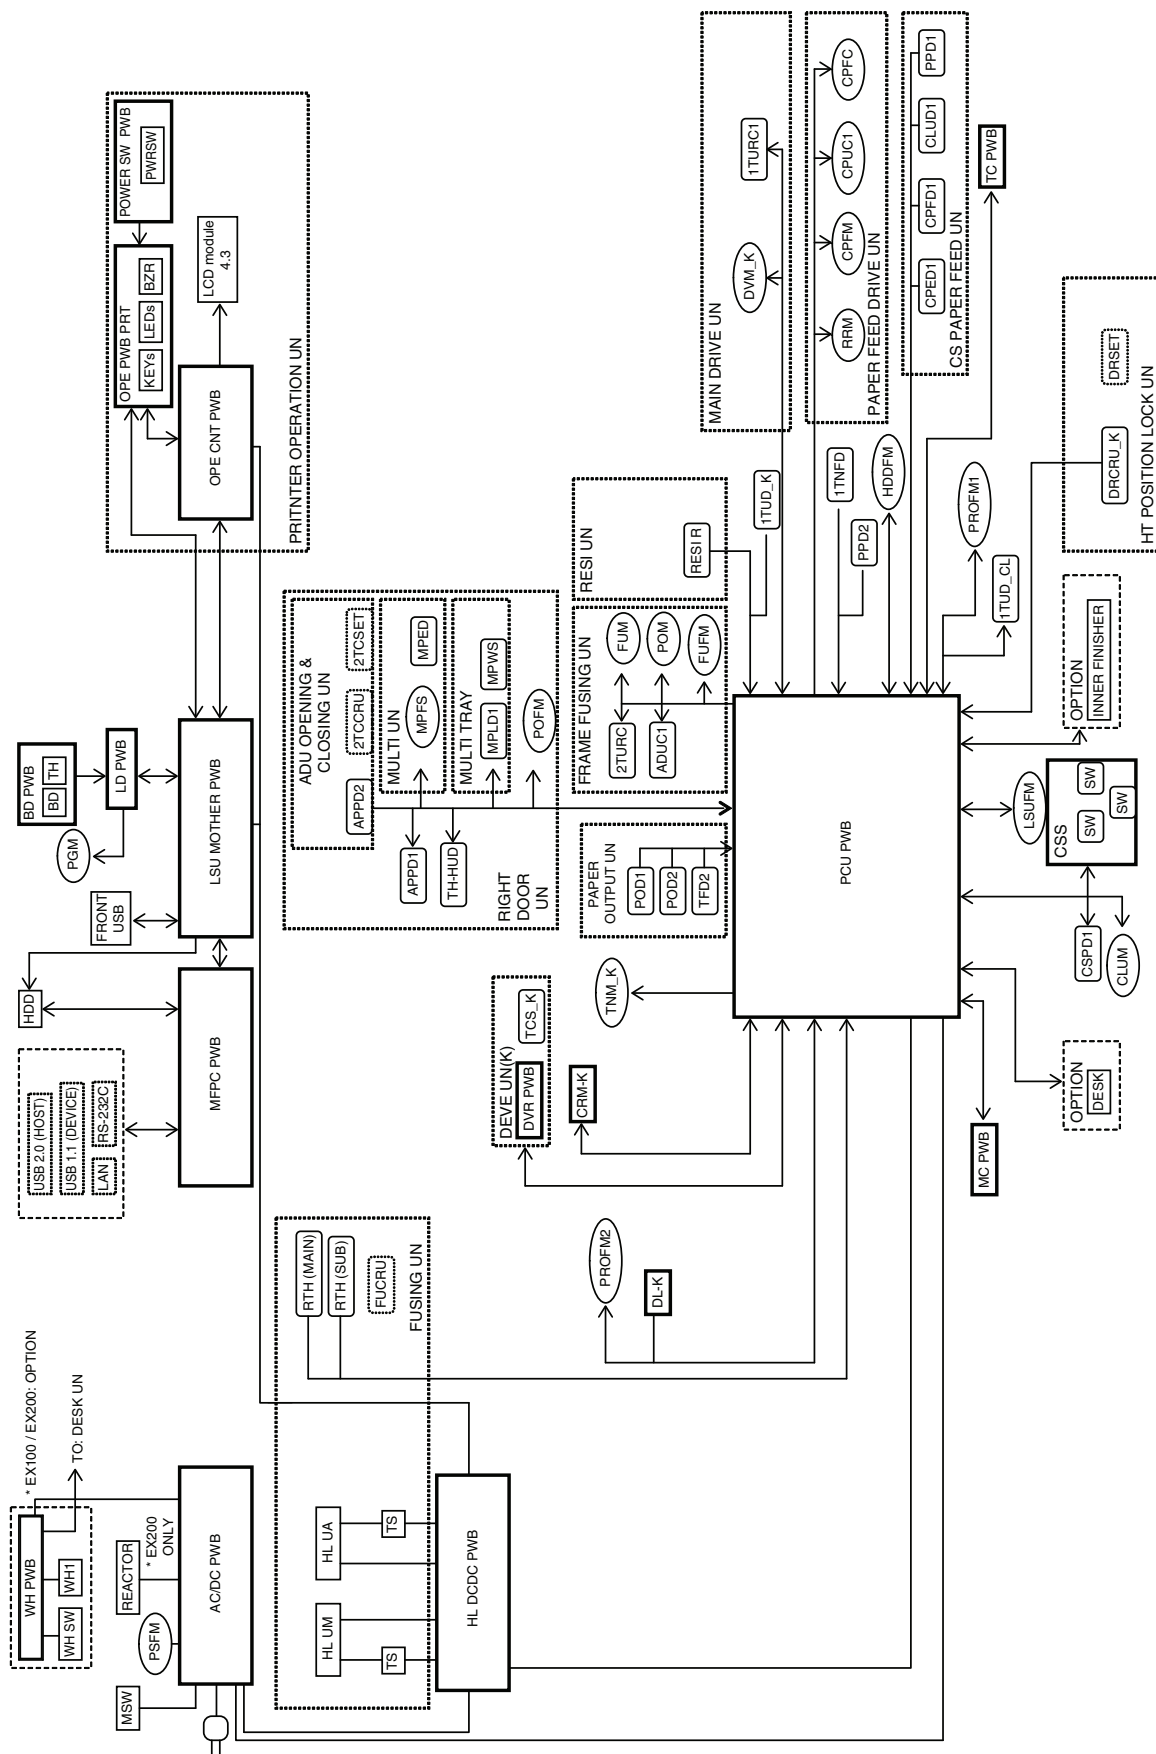 WH PWB
WH SW
WH1
* EX100 / EX200: OPTION
TO: DESK UN
MSW
PSFM
REACTOR
* EX200
ONLY
AC/DC PWB
HL UM
TS
HL UA
TS
HL DCDC PWB
RTH (MAIN)
RTH (SUB)
FUCRU
FUSING UN
USB 2.0 (HOST)
USB 1.1 (DEVICE)
LAN
RS-232C
MFPC PWB
HDD
FRONT
USB
PGM
BD PWB
BD
TH
LD PWB
LSU MOTHER PWB
POWER SW PWB
PWRSW
OPE PWB PRT
KEYs
LEDs
BZR
LCD module
4.3
OPE CNT PWB
PRITNTER OPERATION UN
ADU OPENING &
CLOSING UN
APPD2
2TCCRU
2TCSET
MULTI UN
MPFS
MPED
MULTI TRAY
MPLD1
MPWS
POFM
APPD1
TH-HUD
RIGHT
DOOR
UN
PROFM2
DL-K
DEVE UN(K)
DVR PWB
TCS_K
CRM-K
TNM_K
PAPER
OUTPUT UN
POD1
POD2
TFD2
FRAME FUSING UN
2TURC
FUM
ADUC1
POM
FUFM
RESI UN
RESI R
1TUD_K
MAIN DRIVE UN
DVM_K
1TURC1
PAPER FEED DRIVE UN
RRM
CPFM
CPUC1
CPFC
1TNFD
PPD2
HDDFM
CS PAPER FEED UN
CPED1
CPFD1
CLUD1
PPD1
TC PWB
PROFM1
1TUD_CL
PCU PWB
MC PWB
OPTION
DESK
CSPD1
CLUM
CSS
SW
SW
SW
LSUFM
OPTION
INNER FINISHER
DRCRU_K
DRSET
HT POSITION LOCK UN